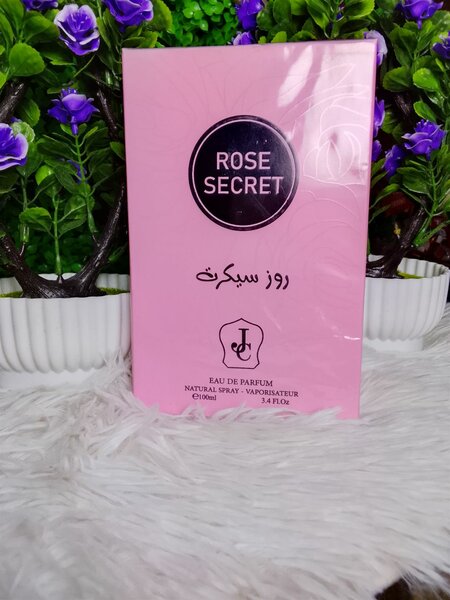 ROSE
SECRET
روز سيكرت
JC
EAU DE PARFUM
NATURAL SPRAY - VAPORISATEUR
℮100ml 3.4 Fl.Oz